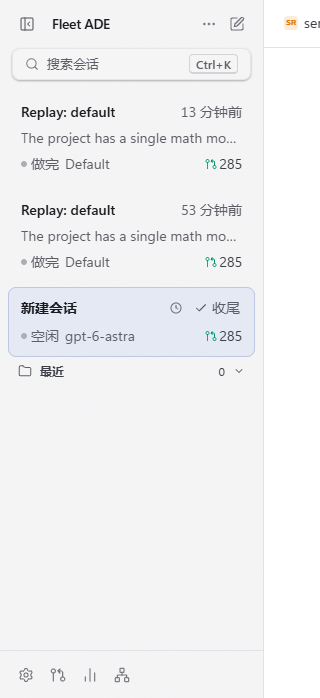 Fleet ADE
SR se
搜索会话 Ctrl+K
Replay: default 13 分钟前
The project has a single math mo...
做完 Default 285
Replay: default 53 分钟前
The project has a single math mo...
做完 Default 285
新建会话 收尾
空闲 gpt-6-astra 285
最近 0